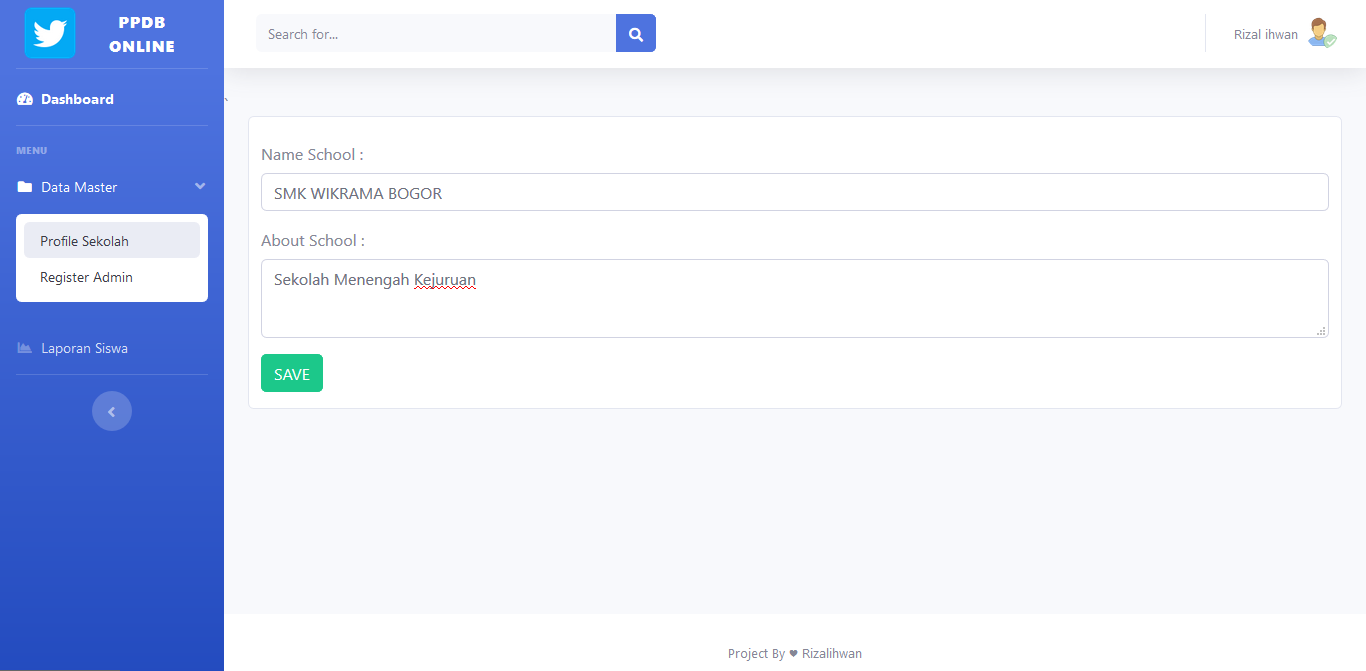 PPDB
ONLINE
Search for...
Rizal ihwan
Dashboard
`
MENU
Data Master
Profile Sekolah
Register Admin
Laporan Siswa
Name School :
SMK WIKRAMA BOGOR
About School :
Sekolah Menengah Kejuruan
SAVE
Project By ♥ Rizalihwan